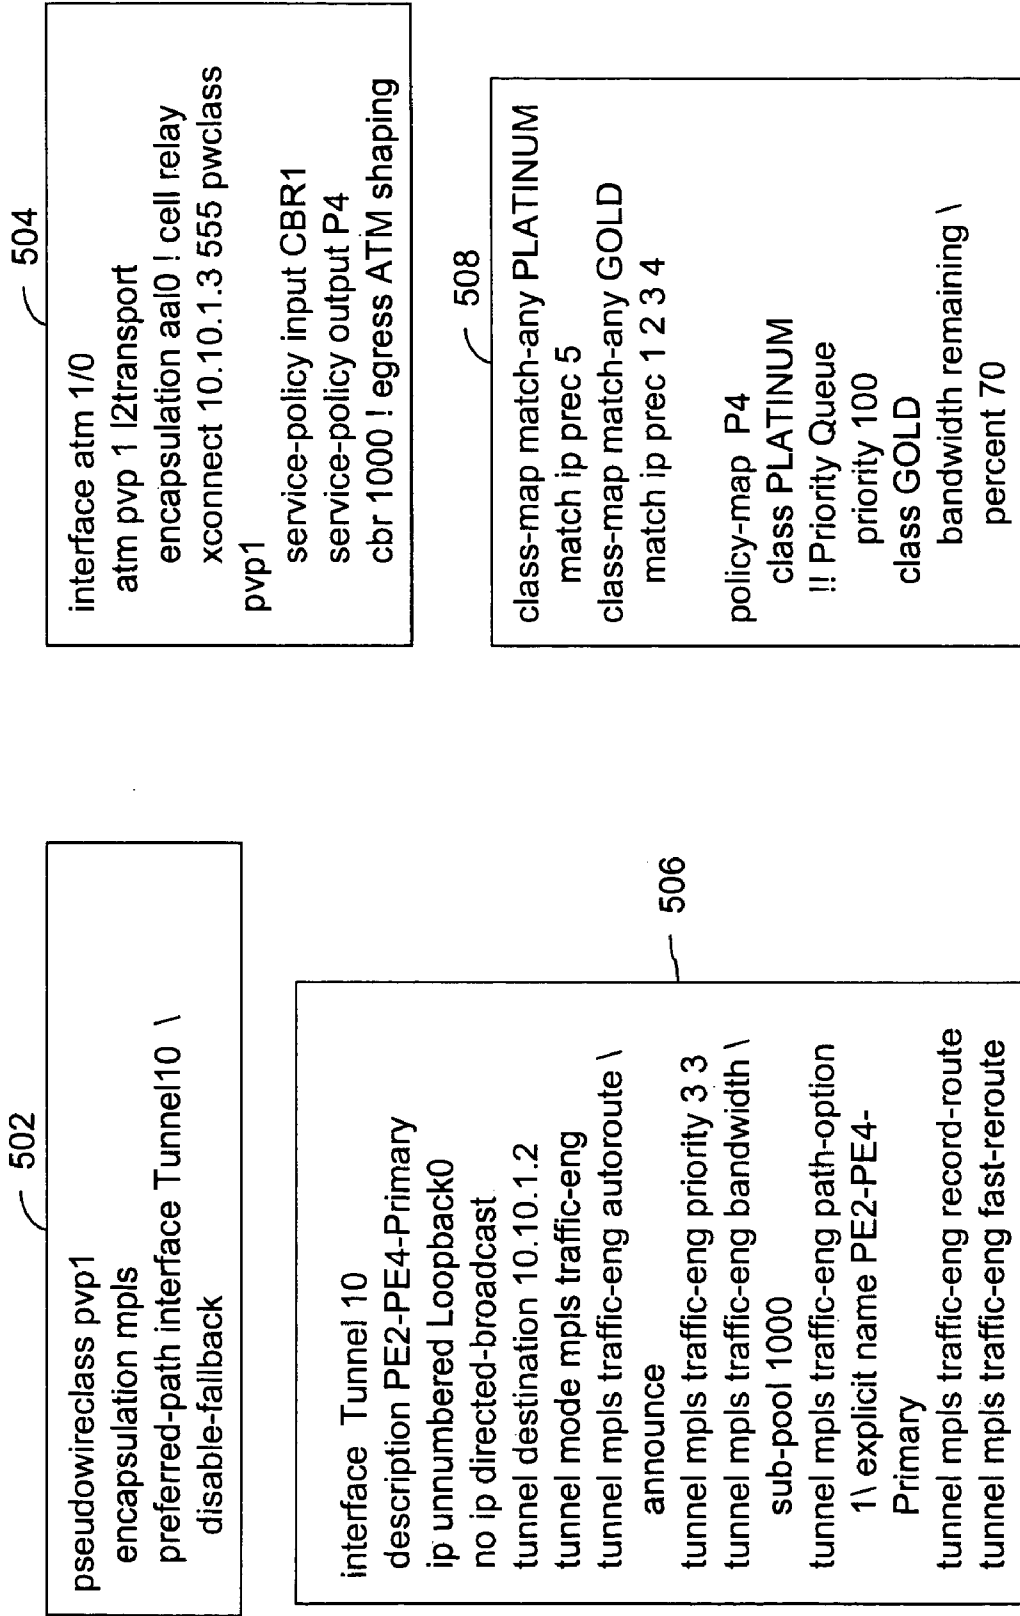 502
pseudowireclass pvp1
encapsulation mpls
preferred-path interface Tunnel10 \
disable-fallback
504
interface atm 1/0
atm pvp 1 l2transport
encapsulation aal0 ! cell relay
xconnect 10.10.1.3 555 pwclass
pvp1
service-policy input CBR1
service-policy output P4
cbr 1000 ! egress ATM shaping
506
interface Tunnel 10
description PE2-PE4-Primary
ip unnumbered Loopback0
no ip directed-broadcast
tunnel destination 10.10.1.2
tunnel mode mpls traffic-eng
tunnel mpls traffic-eng autoroute \
announce
tunnel mpls traffic-eng priority 3 3
tunnel mpls traffic-eng bandwidth \
sub-pool 1000
tunnel mpls traffic-eng path-option
1\ explicit name PE2-PE4-
Primary
tunnel mpls traffic-eng record-route
tunnel mpls traffic-eng fast-reroute
508
class-map match-any PLATINUM
match ip prec 5
class-map match-any GOLD
match ip prec 1 2 3 4
policy-map P4
class PLATINUM
!! Priority Queue
priority 100
class GOLD
bandwidth remaining \
percent 70